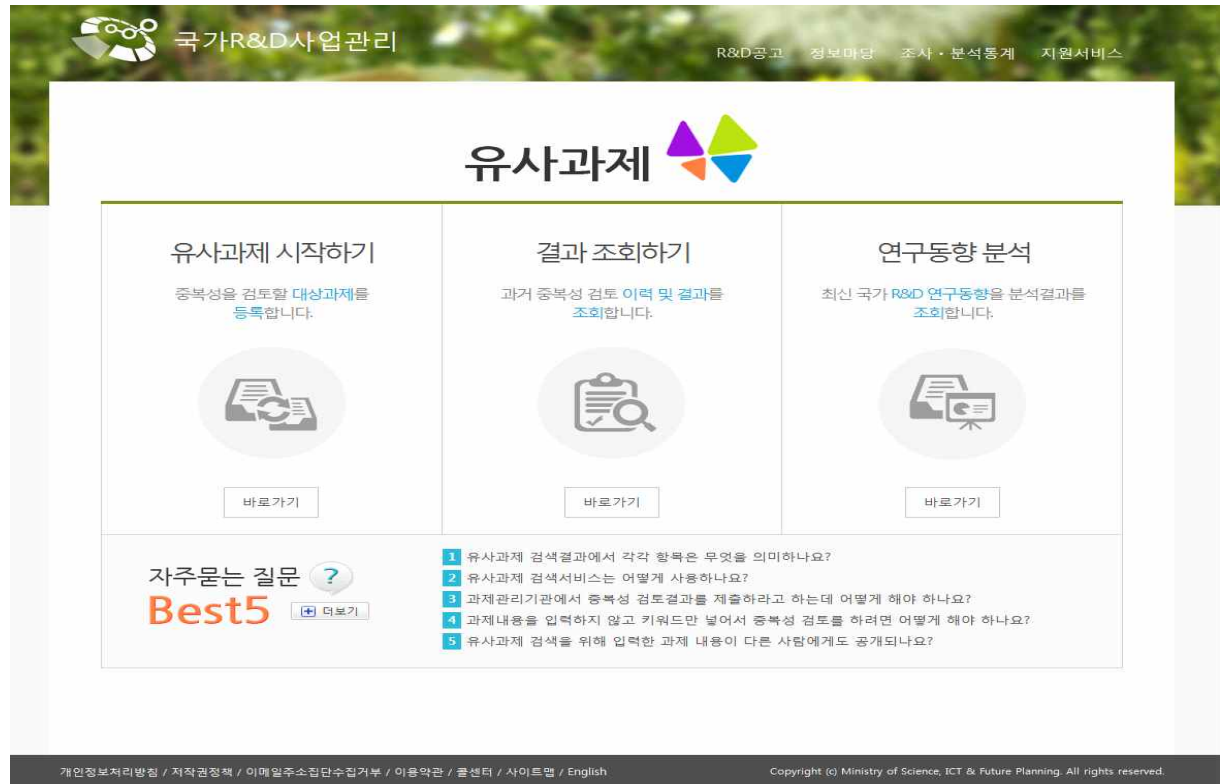 국가R&D사업관리
R&D공고 정보마당 조사·분석통계 지원서비스
유사과제
유사과제 시작하기
중복성을 검토할 대상과제를
등록합니다.
바로가기
결과 조회하기
과거 중복성 검토 이력 및 결과를
조회합니다.
바로가기
연구동향 분석
최신 국가 R&D 연구동향을 분석결과를
조회합니다.
바로가기
자주묻는 질문 ?
Best5 + 더보기
1 유사과제 검색결과에서 각각 항목은 무엇을 의미하나요?
2 유사과제 검색서비스는 어떻게 사용하나요?
3 과제관리기관에서 중복성 검토결과를 제출하라고 하는데 어떻게 해야 하나요?
4 과제내용을 입력하지 않고 키워드만 넣어서 중복성 검토를 하려면 어떻게 해야 하나요?
5 유사과제 검색을 위해 입력한 과제 내용이 다른 사람에게도 공개되나요?
개인정보처리방침 / 저작권정책 / 이메일주소집단수집거부 / 이용약관 / 콜센터 / 사이트맵 / English
Copyright (c) Ministry of Science, ICT & Future Planning. All rights reserved.